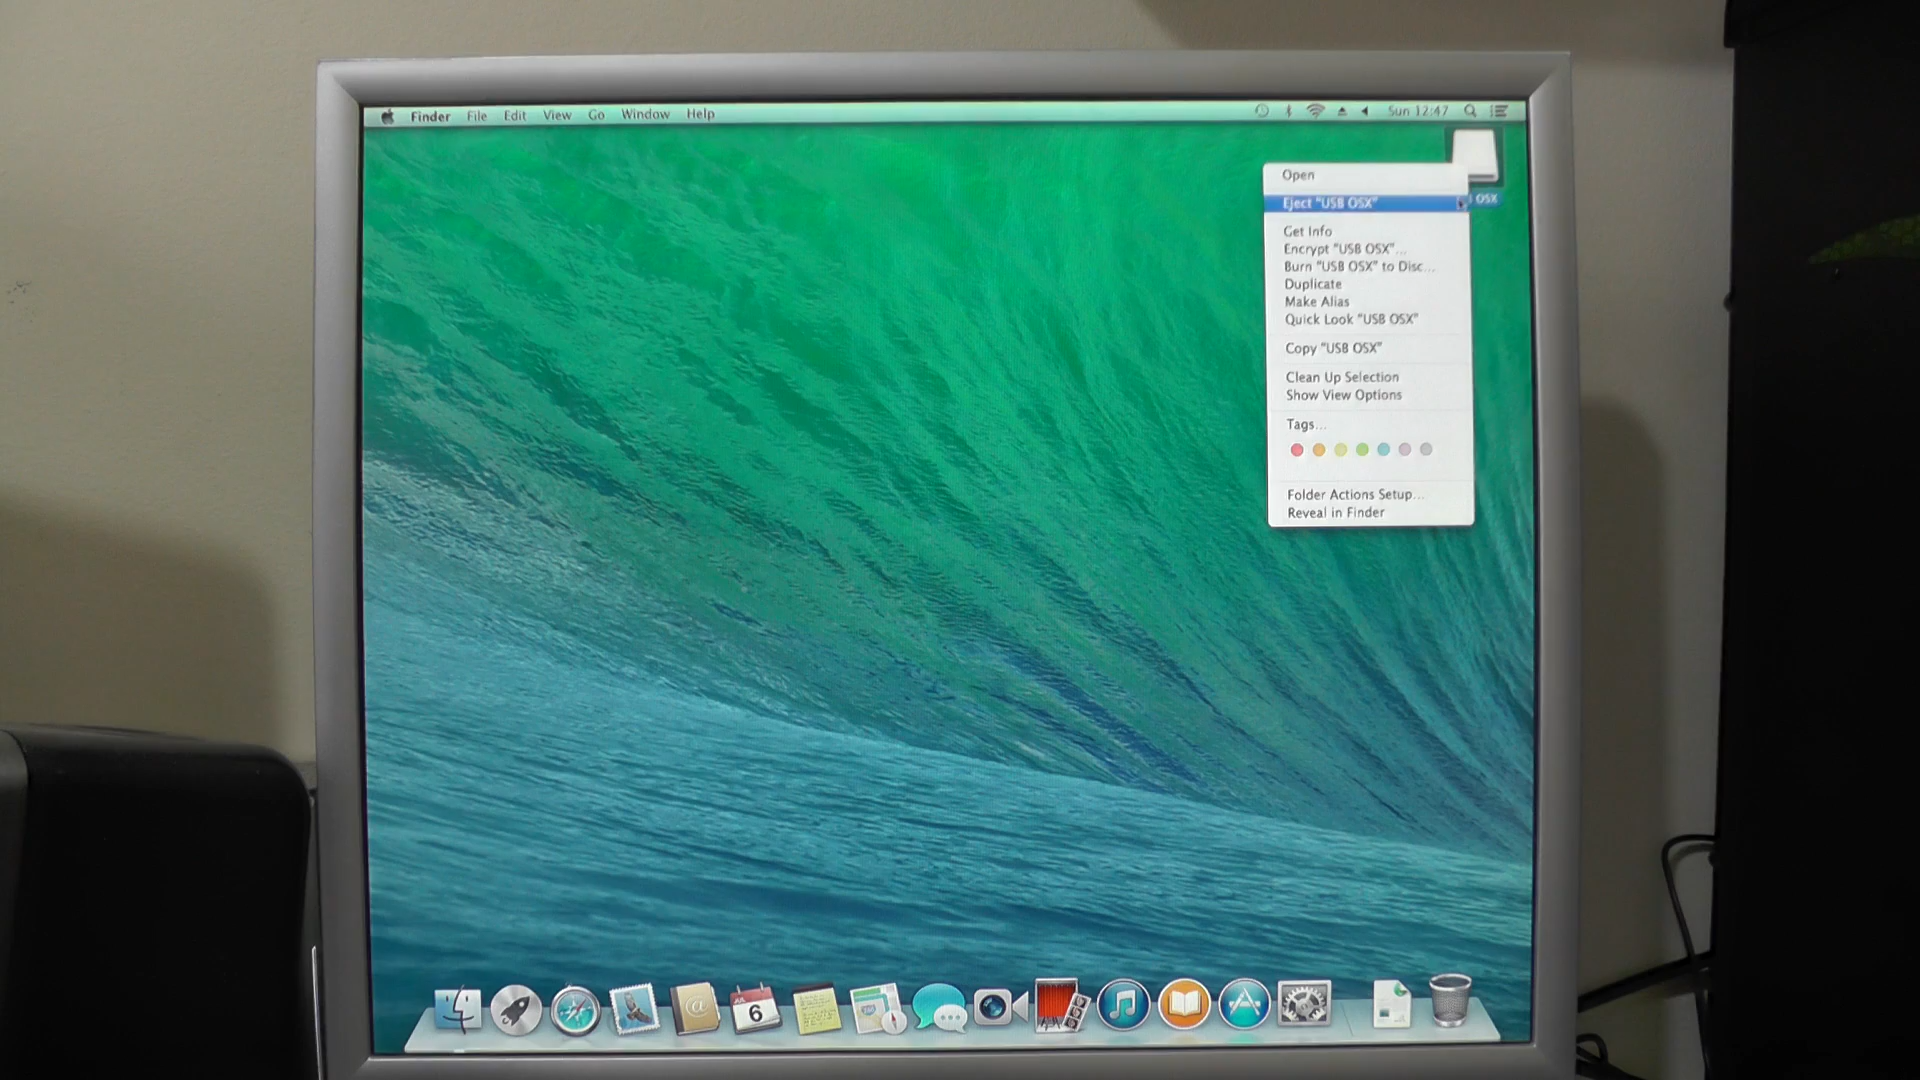 Finder File Edit View Go Window Help Sun 12:47
Open
Eject "USB OSX"
OSX
Get Info
Encrypt "USB OSX"...
Burn "USB OSX" to Disc...
Duplicate
Make Alias
Quick Look "USB OSX"
Copy "USB OSX"
Clean Up Selection
Show View Options
Tags...
Folder Actions Setup...
Reveal in Finder
6